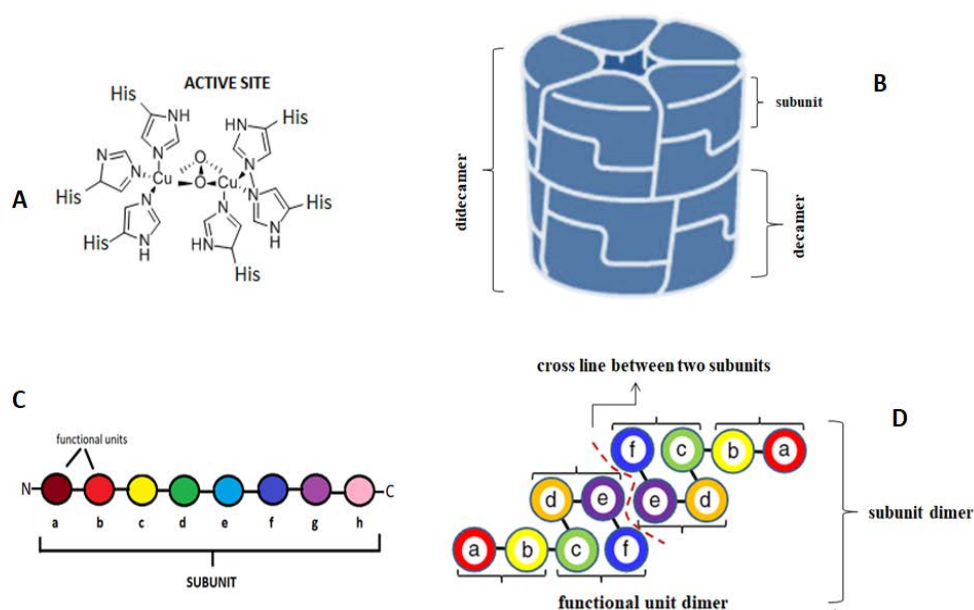 A
ACTIVE SITE
His
NH
N
N
His
N
Cu
N
His
N
H
O
O
Cu
HN
N
His
N
His
N
H
N
HN
His
B
didecamer
subunit
decamer
C
functional units
N
C
a b c d e f g h
SUBUNIT
D
cross line between two subunits
f c b a
d e e d
a b c f
subunit dimer
functional unit dimer